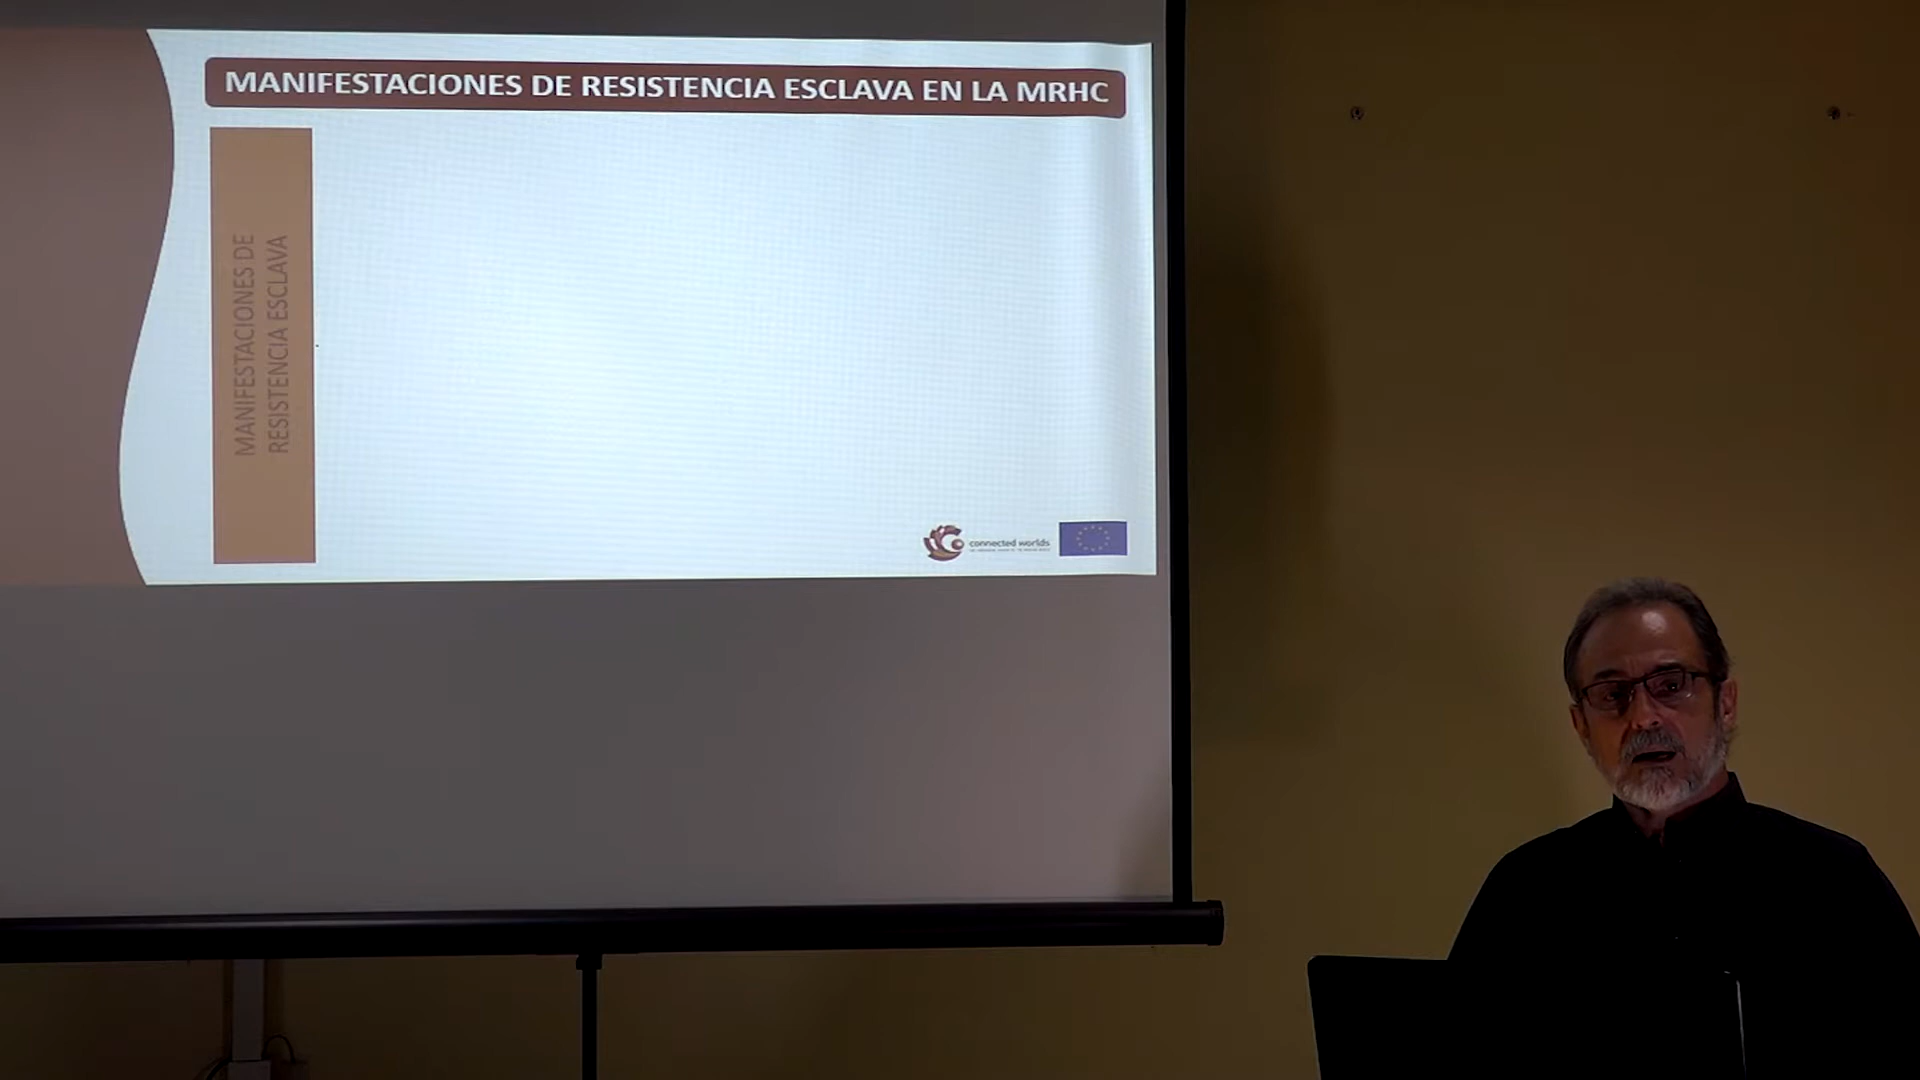 MANIFESTACIONES DE RESISTENCIA ESCLAVA EN LA MRHC
MANIFESTACIONES DE
RESISTENCIA ESCLAVA
connected worlds